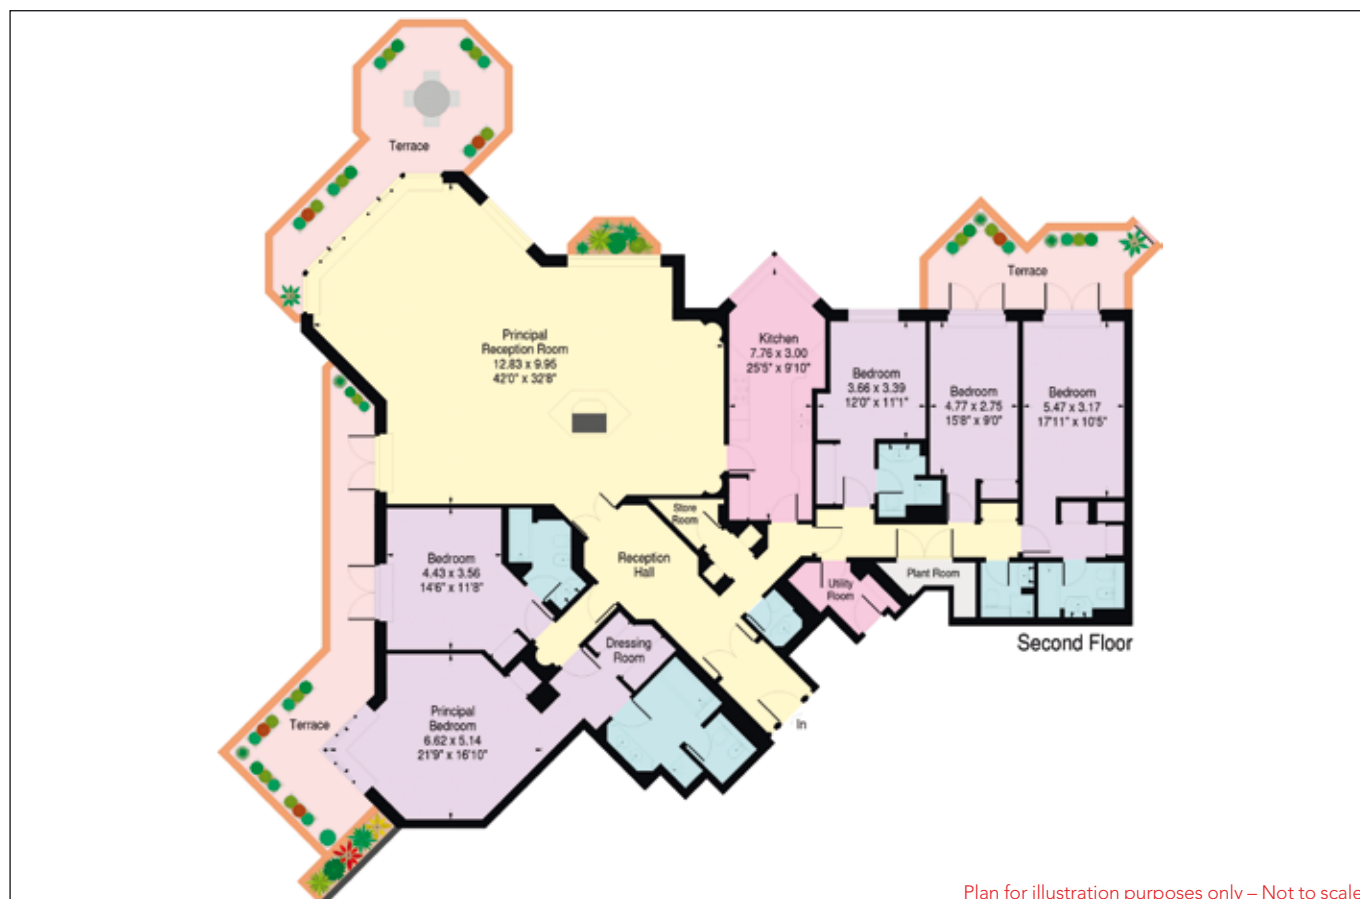 Terrace
Terrace
Principal
Reception Room
12.83 x 9.95
42'0" x 32'8"
Kitchen
7.76 x 3.00
25'5" x 9'10"
Bedroom
3.66 x 3.39
12'0" x 11'1"
Bedroom
4.77 x 2.75
15'8" x 9'0"
Bedroom
5.47 x 3.17
17'11" x 10'5"
Store
Room
Reception
Hall
Bedroom
4.43 x 3.56
14'6" x 11'8"
Plant Room
Utility
Room
Dressing
Room
Second Floor
Terrace
Principal
Bedroom
6.62 x 5.14
21'9" x 16'10"
In
Plan for illustration purposes only – Not to scale